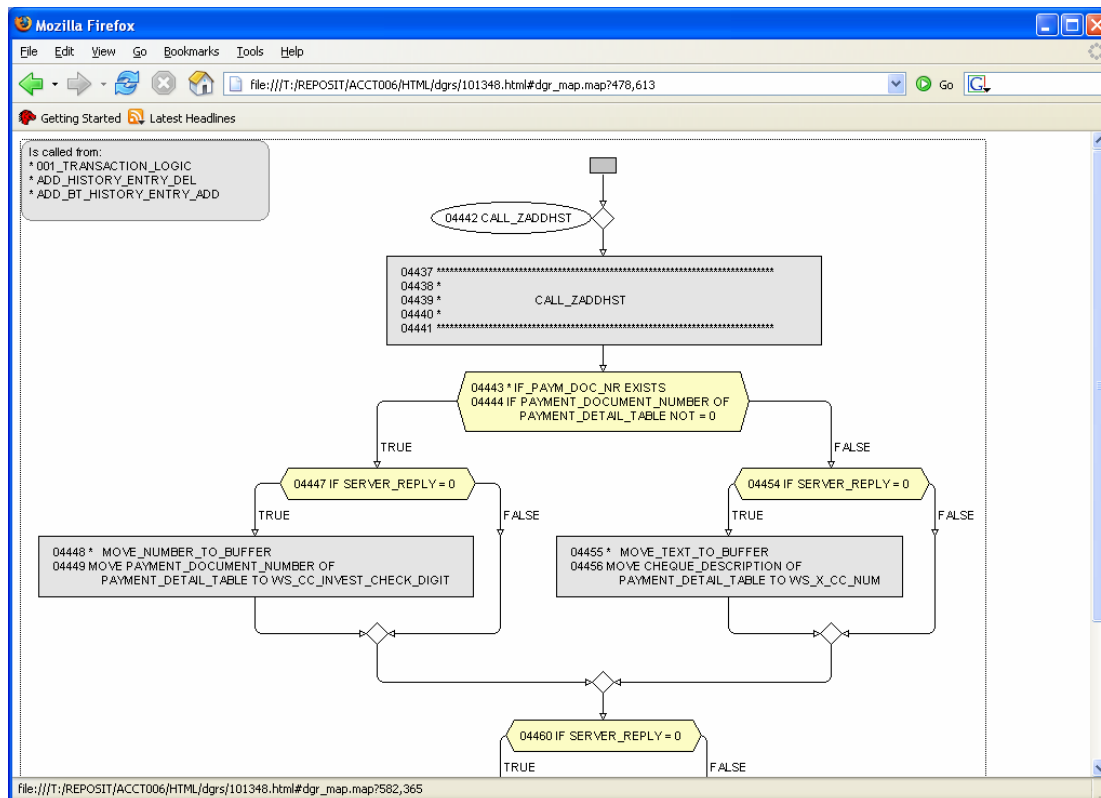 Mozilla Firefox
File Edit View Go Bookmarks Tools Help
file:///T:/REPOSIT/ACCT006/HTML/dgrs/101348.html#dgr_map.map?478,613
Go
G
Getting Started Latest Headlines
Is called from:
* 001_TRANSACTION_LOGIC
* ADD_HISTORY_ENTRY_DEL
* ADD_BT_HISTORY_ENTRY_ADD
04442 CALL_ZADDHST
04437 ******************************************************************************
04438 *
04439 * CALL_ZADDHST
04440 *
04441 ******************************************************************************
04443 * IF_PAYM_DOC_NR EXISTS
04444 IF PAYMENT_DOCUMENT_NUMBER OF
PAYMENT_DETAIL_TABLE NOT = 0
TRUE
FALSE
04447 IF SERVER_REPLY = 0
04454 IF SERVER_REPLY = 0
TRUE
FALSE
TRUE
FALSE
04448 * MOVE_NUMBER_TO_BUFFER
04449 MOVE PAYMENT_DOCUMENT_NUMBER OF
PAYMENT_DETAIL_TABLE TO WS_CC_INVEST_CHECK_DIGIT
04455 * MOVE_TEXT_TO_BUFFER
04456 MOVE CHEQUE_DESCRIPTION OF
PAYMENT_DETAIL_TABLE TO WS_X_CC_NUM
04460 IF SERVER_REPLY = 0
TRUE
FALSE
file:///T:/REPOSIT/ACCT006/HTML/dgrs/101348.html#dgr_map.map?582,365